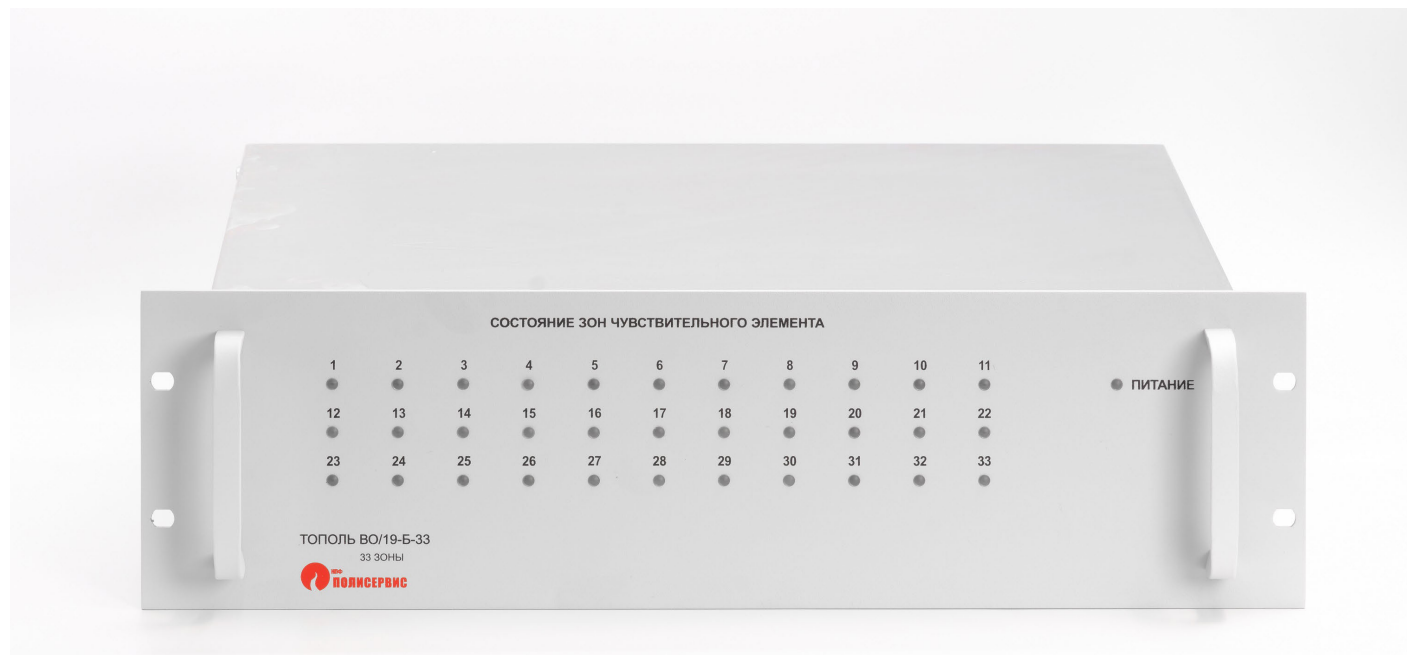 СОСТОЯНИЕ ЗОН ЧУВСТВИТЕЛЬНОГО ЭЛЕМЕНТА
1 2 3 4 5 6 7 8 9 10 11
ПИТАНИЕ
12 13 14 15 16 17 18 19 20 21 22
23 24 25 26 27 28 29 30 31 32 33
ТОПОЛЬ ВО/19-Б-33
33 ЗОНЫ
НПФ
ПОЛИСЕРВИС